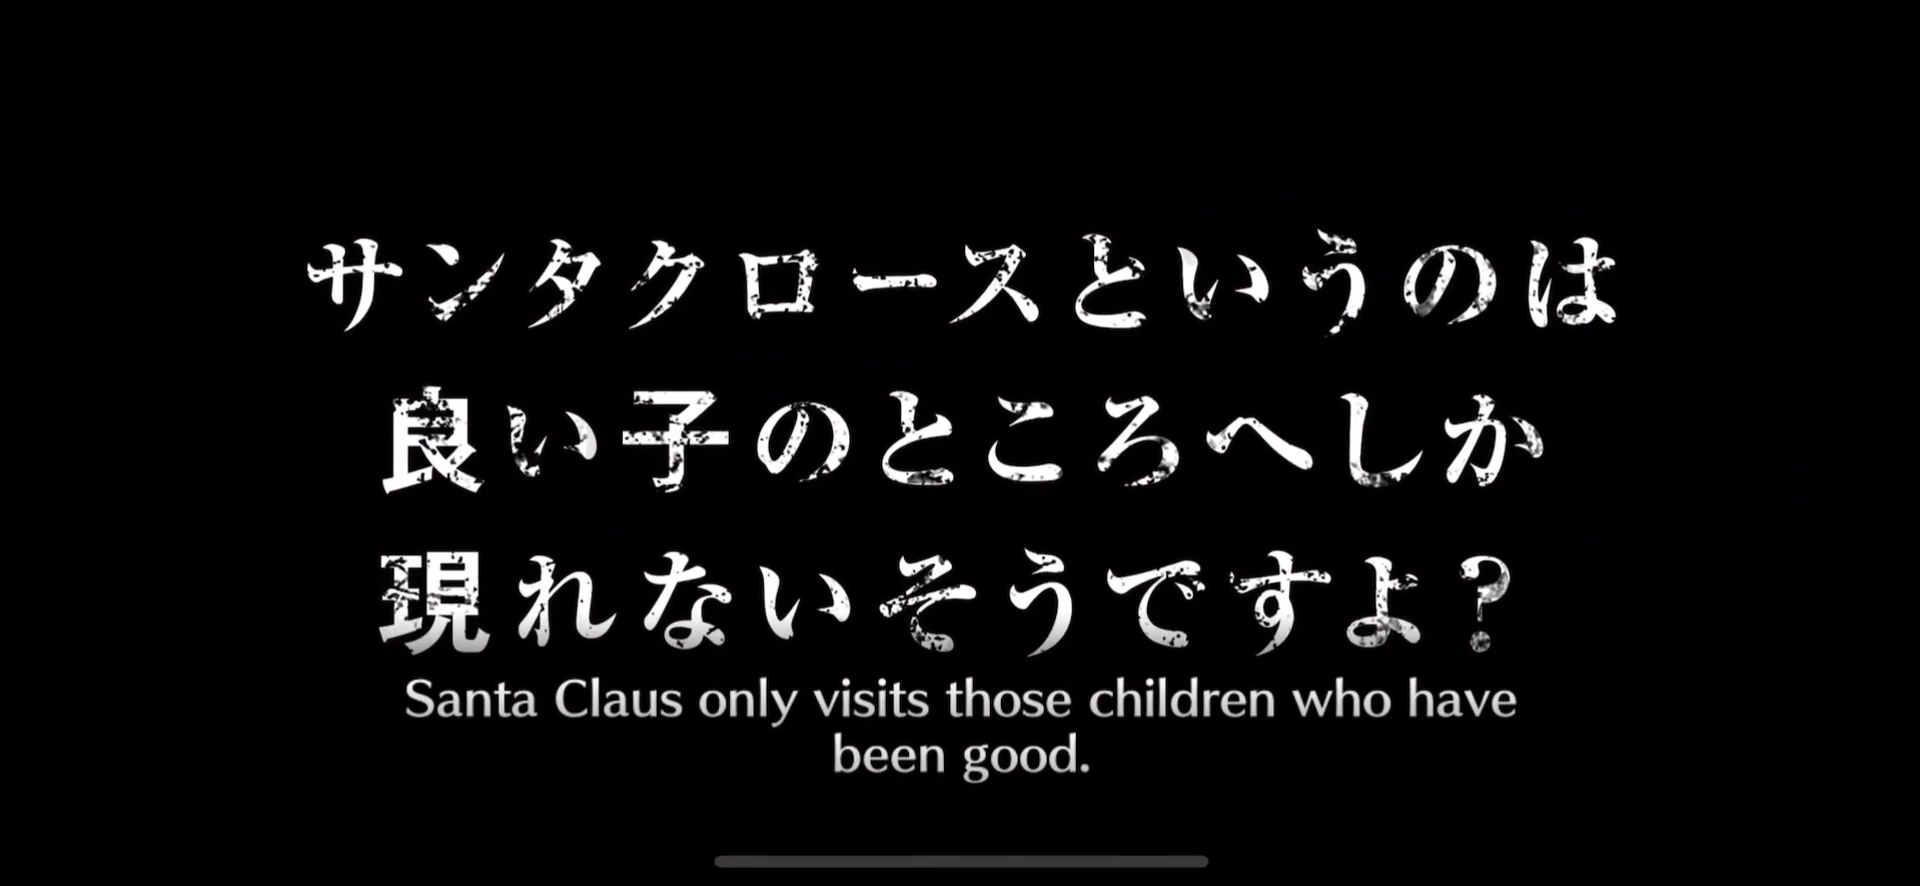 サンタクロースというのは
良い子のところへしか
現れないそうですよ?
Santa Claus only visits those children who have
been good.